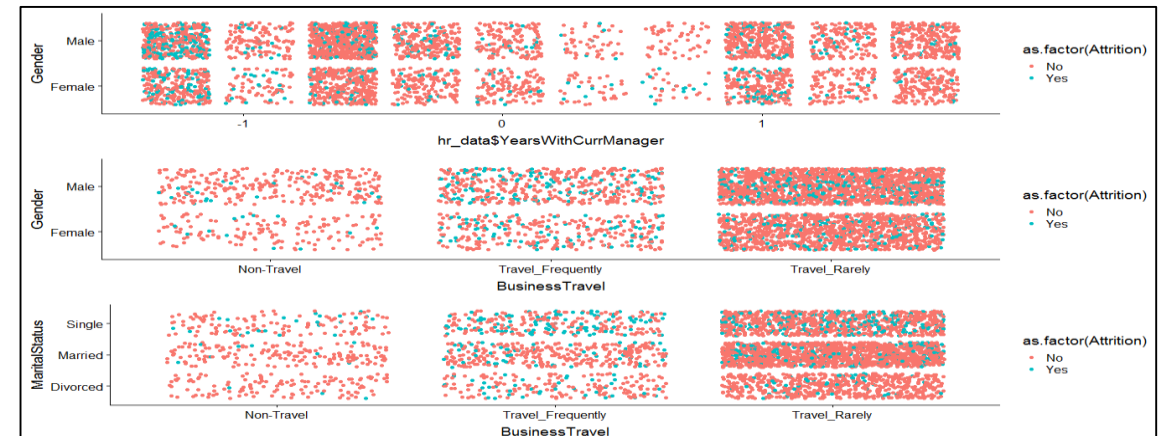 Gender
Male
Female
-1 0 1
hr_data$YearsWithCurrManager
as.factor(Attrition)
No
Yes
Gender
Male
Female
Non-Travel Travel_Frequently Travel_Rarely
BusinessTravel
as.factor(Attrition)
No
Yes
MaritalStatus
Single
Married
Divorced
Non-Travel Travel_Frequently Travel_Rarely
BusinessTravel
as.factor(Attrition)
No
Yes